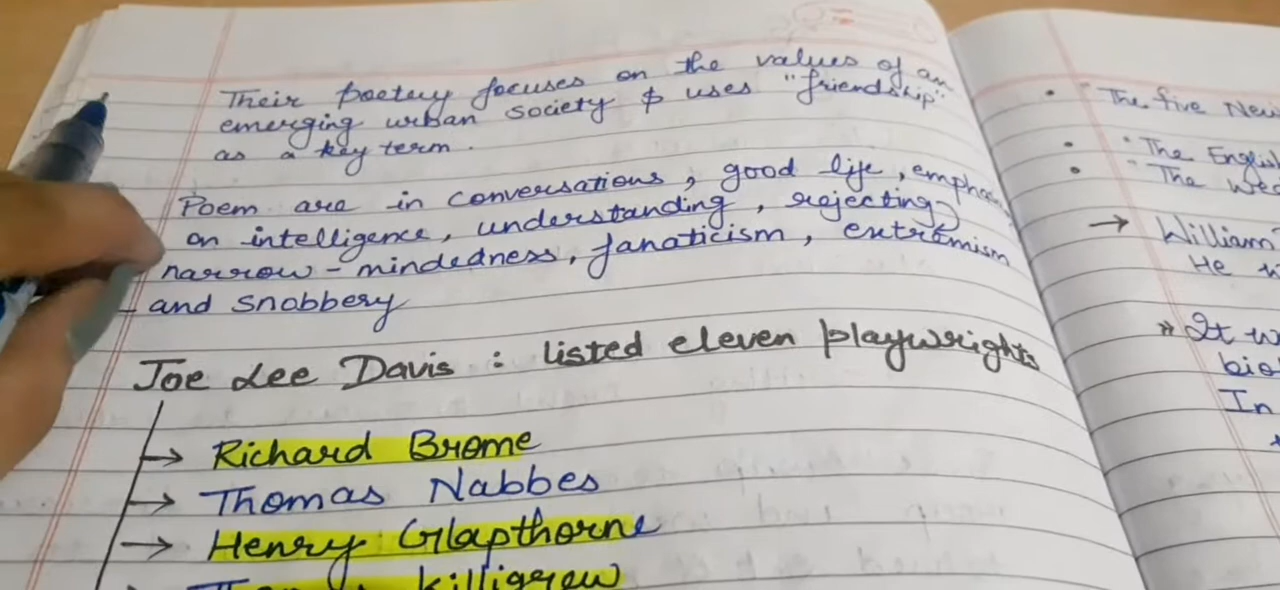 Their poetry focuses on the values of an
emerging urban society & uses "friendship"
as a key term.
Poem are in conversations, good life, empha
on intelligence, understanding, rejecting
narrow-mindedness, fanaticism, extremism
and snobbery
Joe Lee Davis : listed eleven playwrights
→ Richard Brome
→ Thomas Nabbes
→ Henry Glapthorne
Killigrew
• The five New
• "The English
• "The
→ William
He
» It w
bio
In